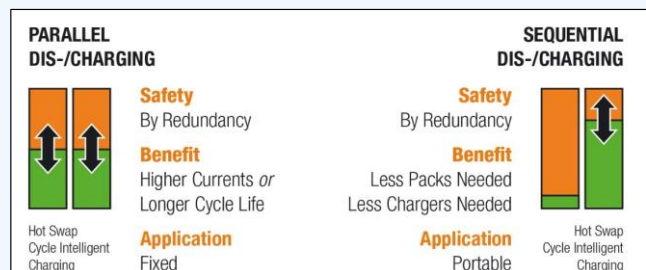 PARALLEL
DIS-/CHARGING
Safety
By Redundancy
Benefit
Higher Currents or
Longer Cycle Life
Application
Fixed
Hot Swap
Cycle Intelligent
Charging
SEQUENTIAL
DIS-/CHARGING
Safety
By Redundancy
Benefit
Less Packs Needed
Less Chargers Needed
Application
Portable
Hot Swap
Cycle Intelligent
Charging